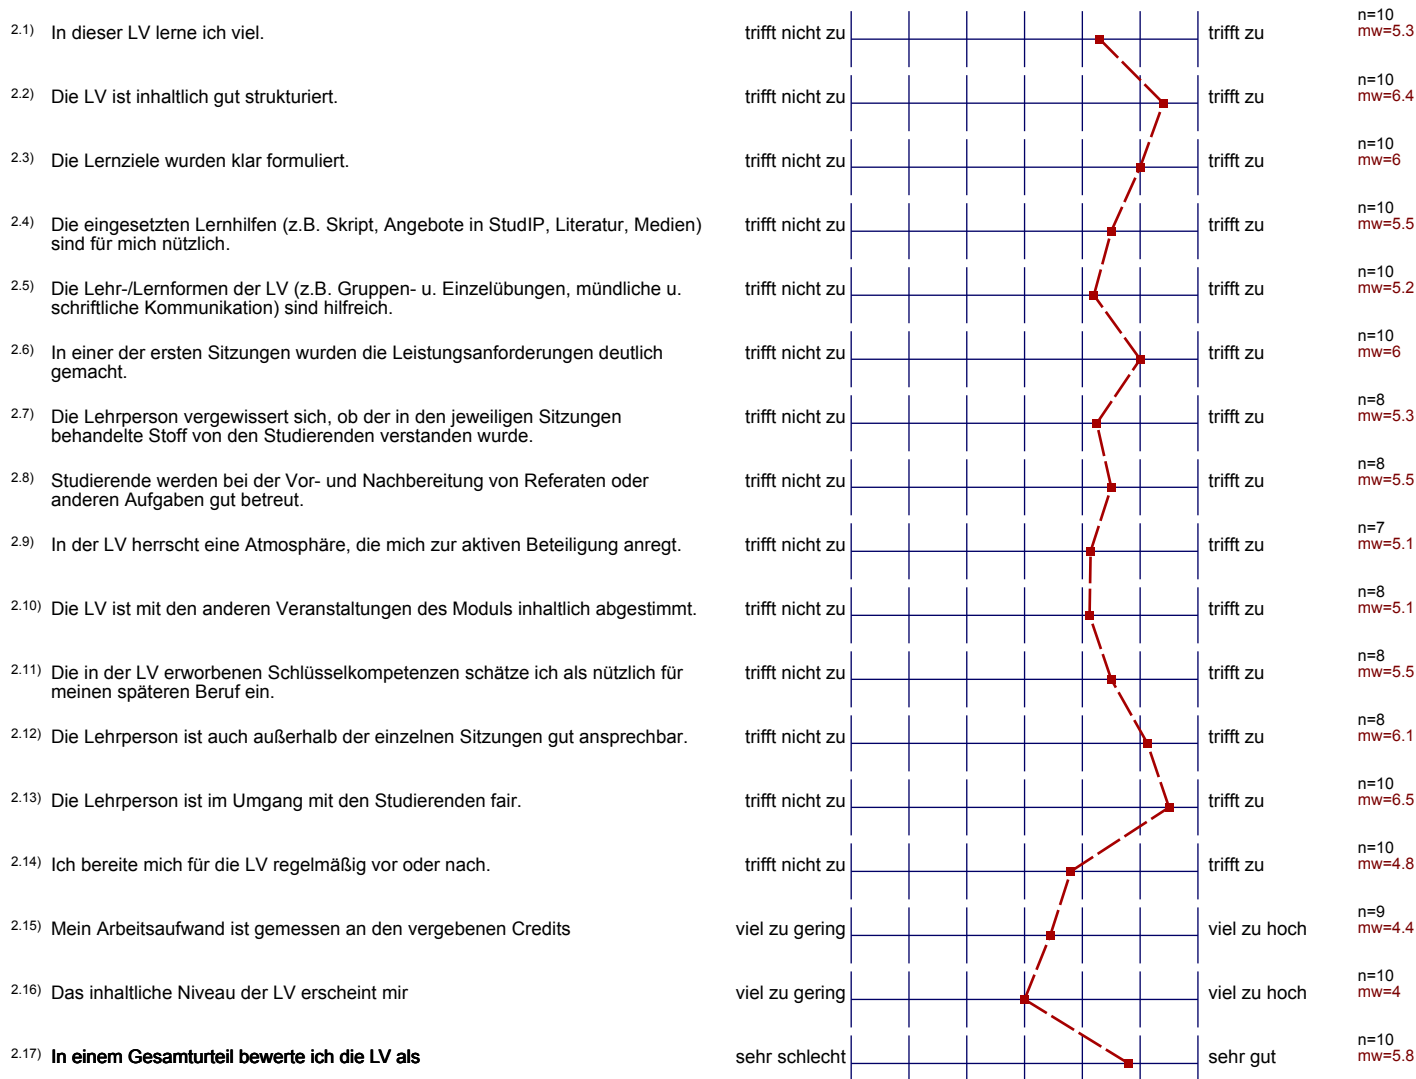 2.1) In dieser LV lerne ich viel. trifft nicht zu trifft zu n=10
mw=5.3
2.2) Die LV ist inhaltlich gut strukturiert. trifft nicht zu trifft zu n=10
mw=6.4
2.3) Die Lernziele wurden klar formuliert. trifft nicht zu trifft zu n=10
mw=6
2.4) Die eingesetzten Lernhilfen (z.B. Skript, Angebote in StudIP, Literatur, Medien) trifft nicht zu trifft zu n=10
sind für mich nützlich. mw=5.5
2.5) Die Lehr-/Lernformen der LV (z.B. Gruppen- u. Einzelübungen, mündliche u. trifft nicht zu trifft zu n=10
schriftliche Kommunikation) sind hilfreich. mw=5.2
2.6) In einer der ersten Sitzungen wurden die Leistungsanforderungen deutlich trifft nicht zu trifft zu n=10
gemacht. mw=6
2.7) Die Lehrperson vergewissert sich, ob der in den jeweiligen Sitzungen trifft nicht zu trifft zu n=8
behandelte Stoff von den Studierenden verstanden wurde. mw=5.3
2.8) Studierende werden bei der Vor- und Nachbereitung von Referaten oder trifft nicht zu trifft zu n=8
anderen Aufgaben gut betreut. mw=5.5
2.9) In der LV herrscht eine Atmosphäre, die mich zur aktiven Beteiligung anregt. trifft nicht zu trifft zu n=7
mw=5.1
2.10) Die LV ist mit den anderen Veranstaltungen des Moduls inhaltlich abgestimmt. trifft nicht zu trifft zu n=8
mw=5.1
2.11) Die in der LV erworbenen Schlüsselkompetenzen schätze ich als nützlich für trifft nicht zu trifft zu n=8
meinen späteren Beruf ein. mw=5.5
2.12) Die Lehrperson ist auch außerhalb der einzelnen Sitzungen gut ansprechbar. trifft nicht zu trifft zu n=8
mw=6.1
2.13) Die Lehrperson ist im Umgang mit den Studierenden fair. trifft nicht zu trifft zu n=10
mw=6.5
2.14) Ich bereite mich für die LV regelmäßig vor oder nach. trifft nicht zu trifft zu n=10
mw=4.8
2.15) Mein Arbeitsaufwand ist gemessen an den vergebenen Credits viel zu gering viel zu hoch n=9
mw=4.4
2.16) Das inhaltliche Niveau der LV erscheint mir viel zu gering viel zu hoch n=10
mw=4
2.17) In einem Gesamturteil bewerte ich die LV als sehr schlecht sehr gut n=10
mw=5.8